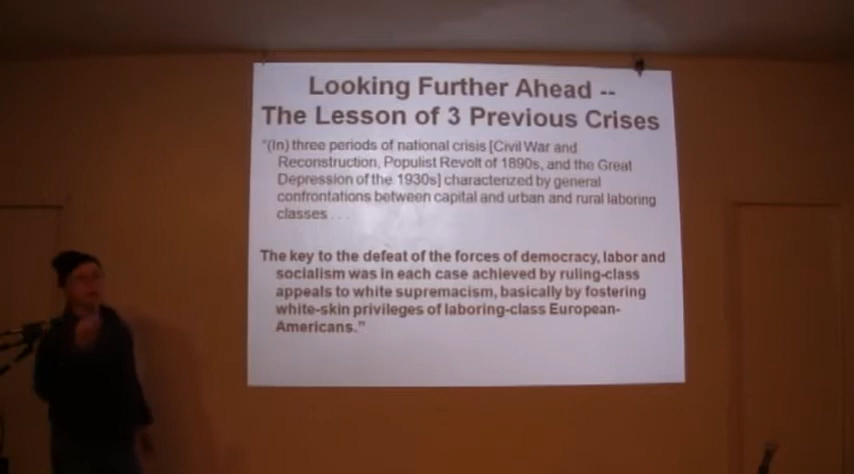 Looking Further Ahead --
The Lesson of 3 Previous Crises
"(In) three periods of national crisis [Civil War and
Reconstruction, Populist Revolt of 1890s, and the Great
Depression of the 1930s] characterized by general
confrontations between capital and urban and rural laboring
classes . . .
The key to the defeat of the forces of democracy, labor and
socialism was in each case achieved by ruling-class
appeals to white supremacism, basically by fostering
white-skin privileges of laboring-class European-
Americans."